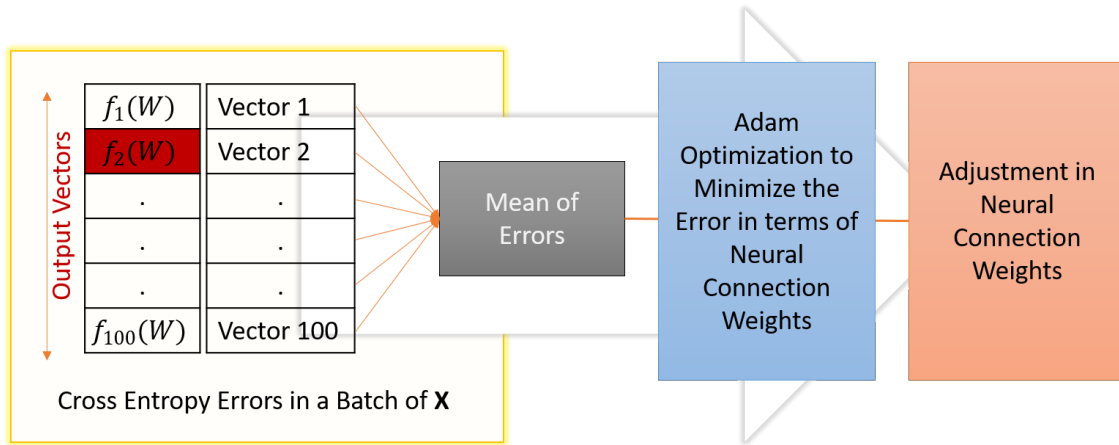 Output Vectors
f₁(W) Vector 1
f₂(W) Vector 2
. .
. .
. .
f₁₀₀(W) Vector 100
Cross Entropy Errors in a Batch of X
Mean of
Errors
Adam
Optimization to
Minimize the
Error in terms of
Neural
Connection
Weights
Adjustment in
Neural
Connection
Weights